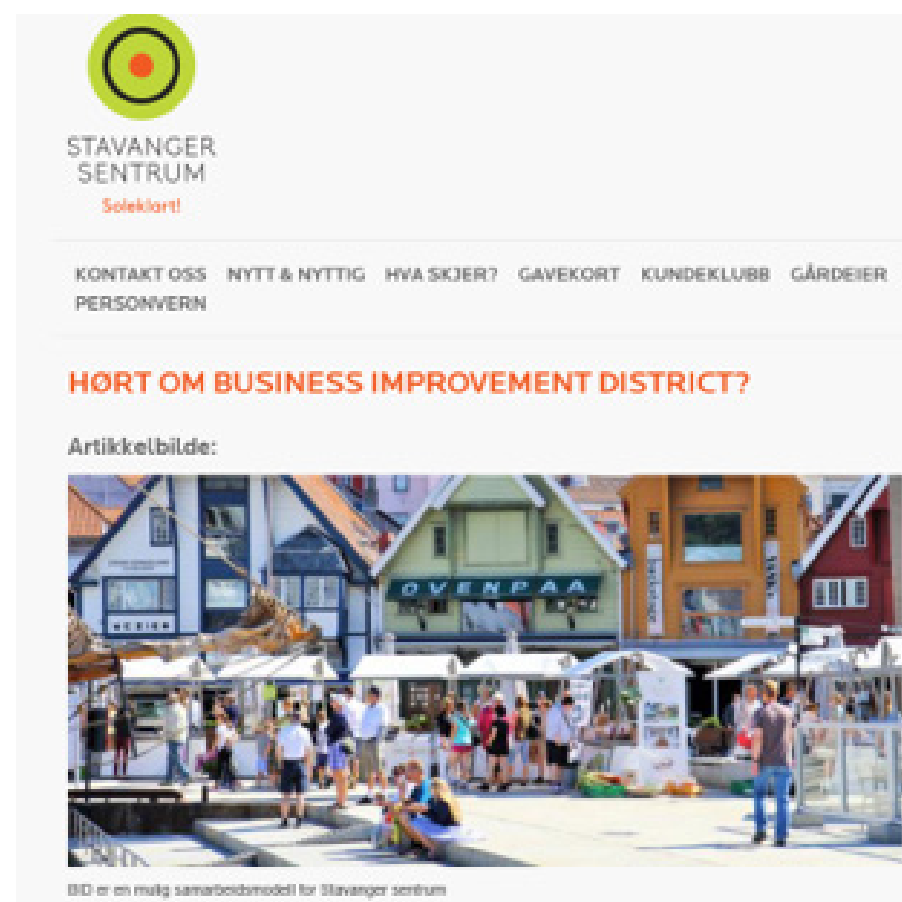 STAVANGER
SENTRUM
Soleklart!
KONTAKT OSS NYTT & NYTTIG HVA SKJER? GAVEKORT KUNDEKLUBB GÅRDEIER
PERSONVERN
HØRT OM BUSINESS IMPROVEMENT DISTRICT?
Artikkelbilde:
OVENPAA
BID er en mulig samarbeidsmodell for Stavanger sentrum